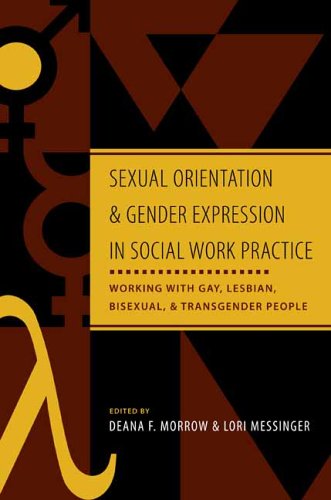 SEXUAL ORIENTATION
& GENDER EXPRESSION
IN SOCIAL WORK PRACTICE
WORKING WITH GAY, LESBIAN,
BISEXUAL, & TRANSGENDER PEOPLE
EDITED BY
DEANA F. MORROW & LORI MESSINGER
λ